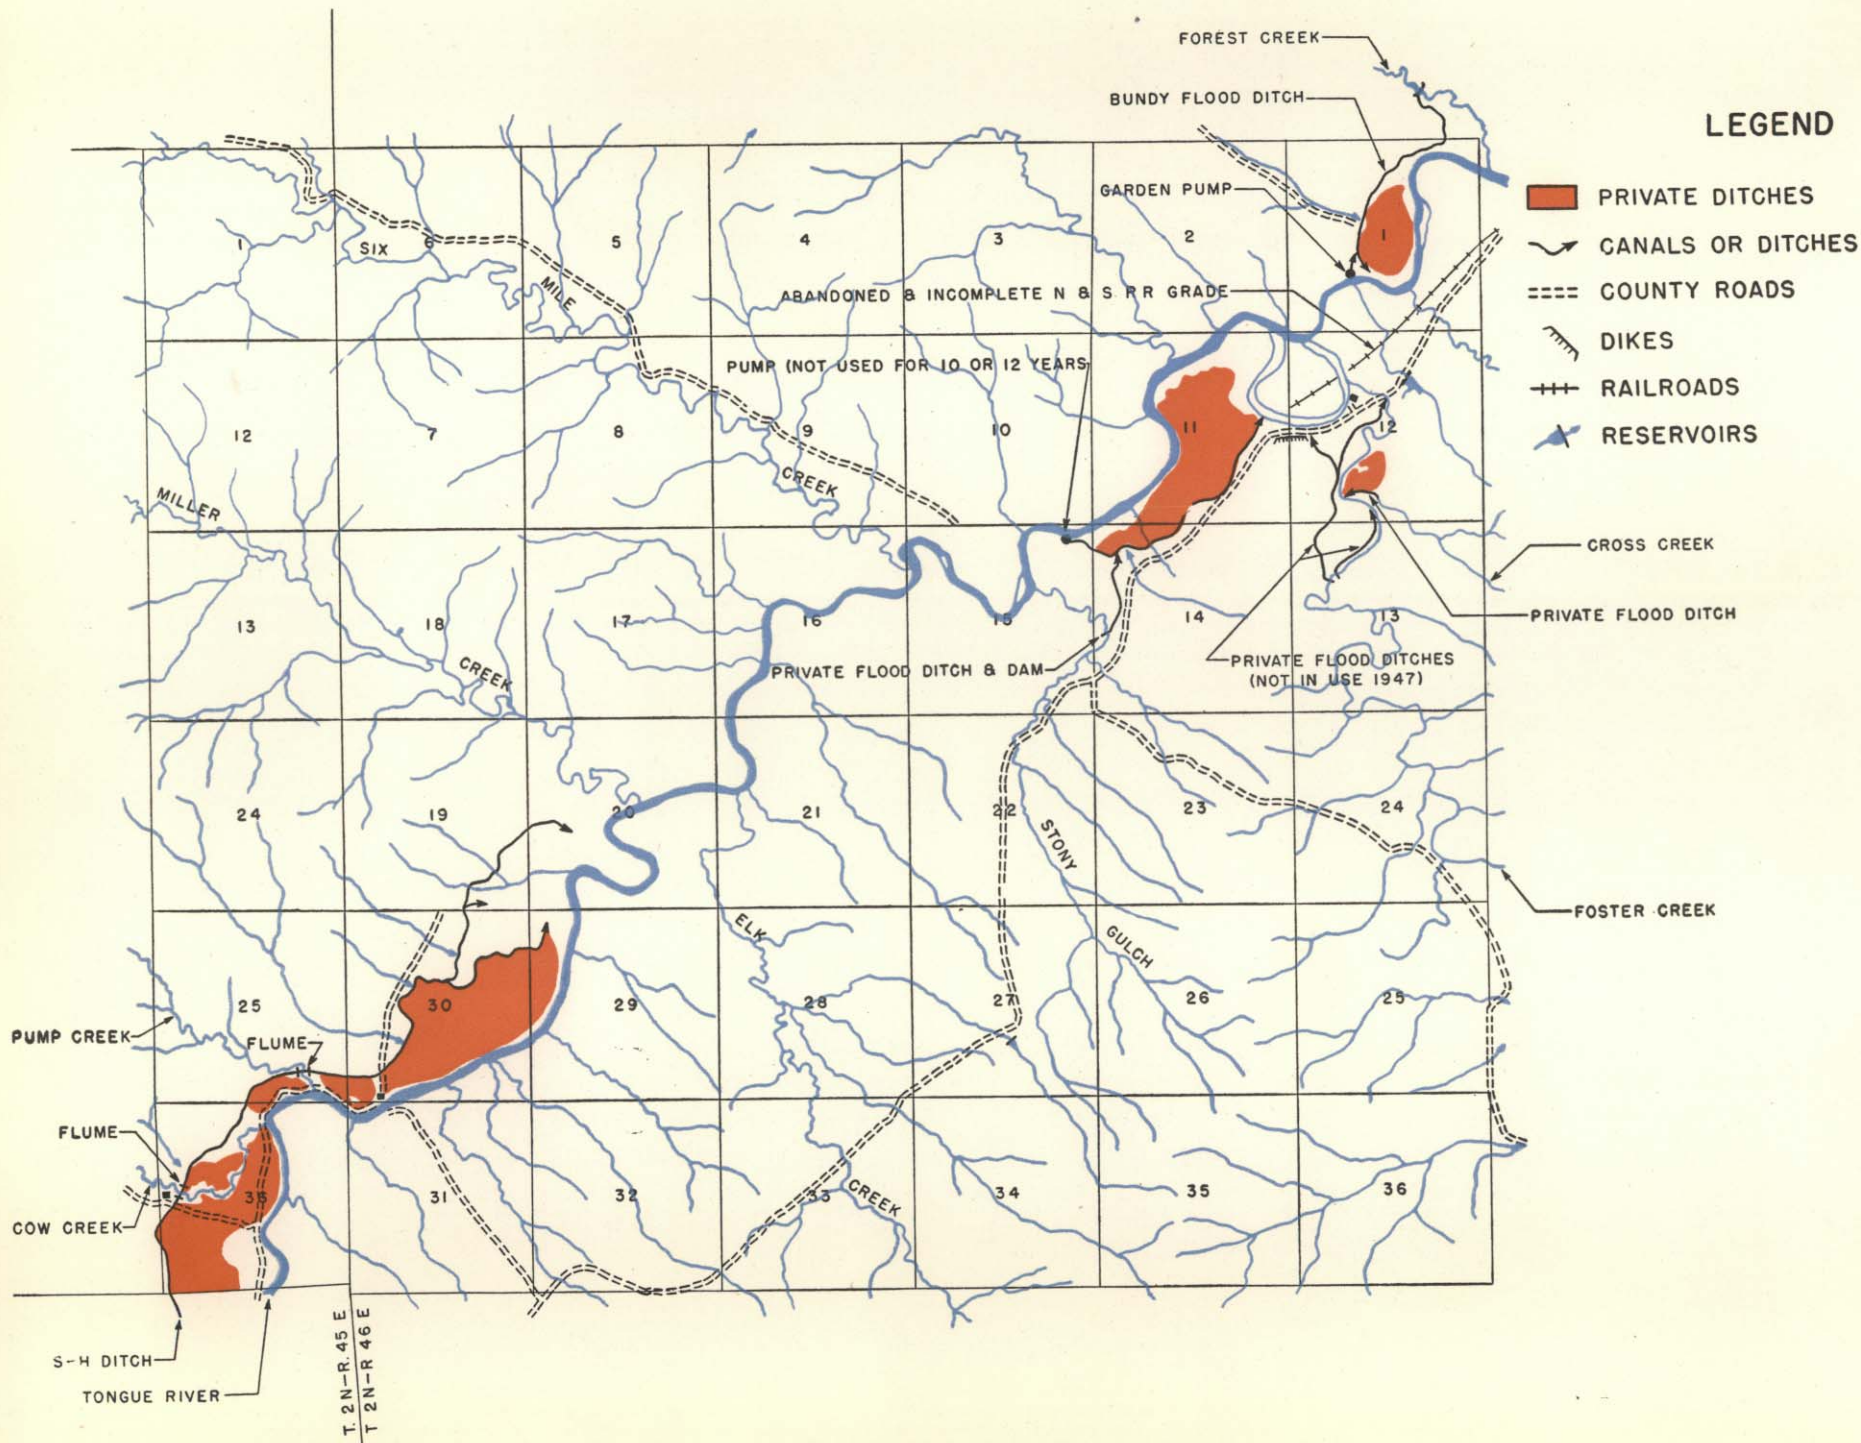 FOREST CREEK
BUNDY FLOOD DITCH
GARDEN PUMP
LEGEND
PRIVATE DITCHES
CANALS OR DITCHES
COUNTY ROADS
DIKES
RAILROADS
RESERVOIRS
1
SIX
6
5
4
3
2
1
MILE
ABANDONED & INCOMPLETE N & S R R GRADE
PUMP (NOT USED FOR 10 OR 12 YEARS
12
7
8
9
10
11
12
MILLER
CREEK
CROSS CREEK
PRIVATE FLOOD DITCH
13
18
17
16
15
14
13
CREEK
PRIVATE FLOOD DITCH & DAM
PRIVATE FLOOD DITCHES
(NOT IN USE 1947)
24
19
20
21
22
23
24
STONY
GULCH
ELK
FOSTER CREEK
25
30
29
28
27
26
25
PUMP CREEK
FLUME
FLUME
COW CREEK
36
31
32
33
CREEK
34
35
36
S-H DITCH
TONGUE RIVER
T. 2N-R. 45 E
T 2N-R 46 E